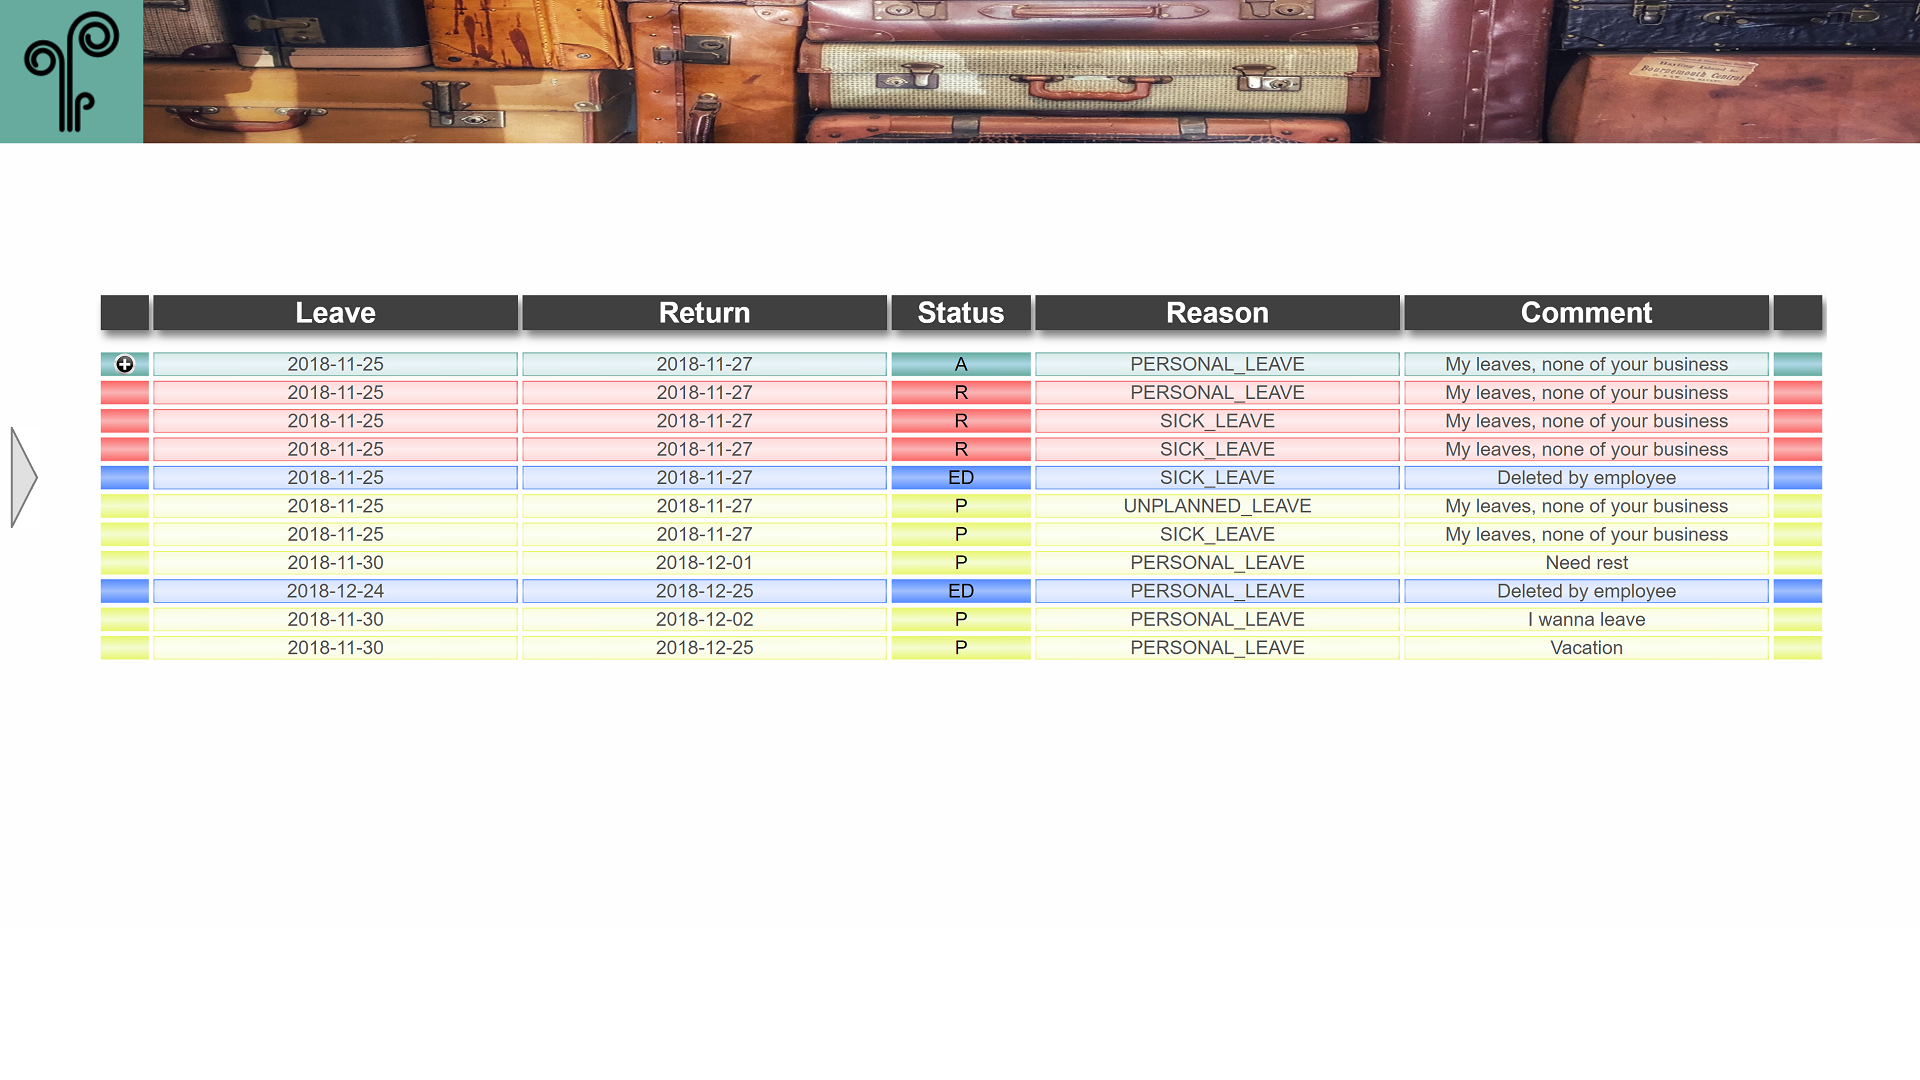 Bournemouth Central
Leave Return Status Reason Comment
2018-11-25 2018-11-27 A PERSONAL_LEAVE My leaves, none of your business
2018-11-25 2018-11-27 R PERSONAL_LEAVE My leaves, none of your business
2018-11-25 2018-11-27 R SICK_LEAVE My leaves, none of your business
2018-11-25 2018-11-27 R SICK_LEAVE My leaves, none of your business
2018-11-25 2018-11-27 ED SICK_LEAVE Deleted by employee
2018-11-25 2018-11-27 P UNPLANNED_LEAVE My leaves, none of your business
2018-11-25 2018-11-27 P SICK_LEAVE My leaves, none of your business
2018-11-30 2018-12-01 P PERSONAL_LEAVE Need rest
2018-12-24 2018-12-25 ED PERSONAL_LEAVE Deleted by employee
2018-11-30 2018-12-02 P PERSONAL_LEAVE I wanna leave
2018-11-30 2018-12-25 P PERSONAL_LEAVE Vacation